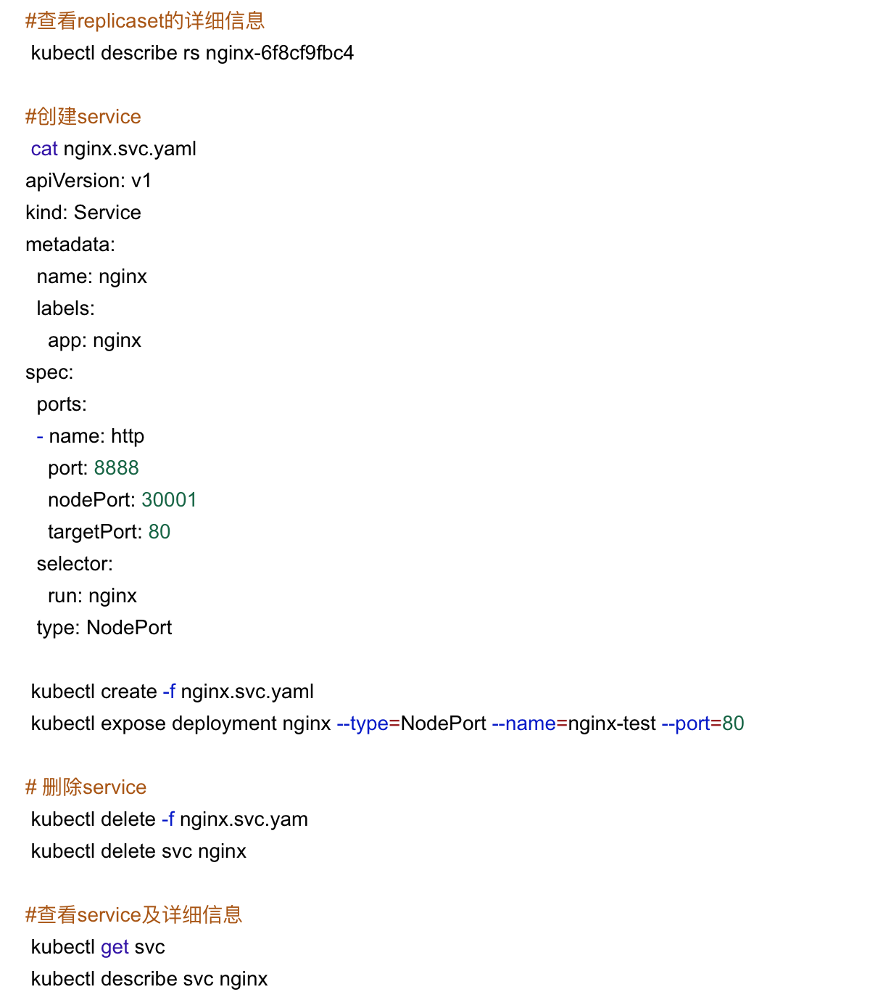 #查看replicaset的详细信息
kubectl describe rs nginx-6f8cf9fbc4
#创建service
cat nginx.svc.yaml
apiVersion: v1
kind: Service
metadata:
  name: nginx
  labels:
    app: nginx
spec:
  ports:
  - name: http
    port: 8888
    nodePort: 30001
    targetPort: 80
  selector:
    run: nginx
  type: NodePort
kubectl create -f nginx.svc.yaml
kubectl expose deployment nginx --type=NodePort --name=nginx-test --port=80
# 删除service
kubectl delete -f nginx.svc.yam
kubectl delete svc nginx
#查看service及详细信息
kubectl get svc
kubectl describe svc nginx